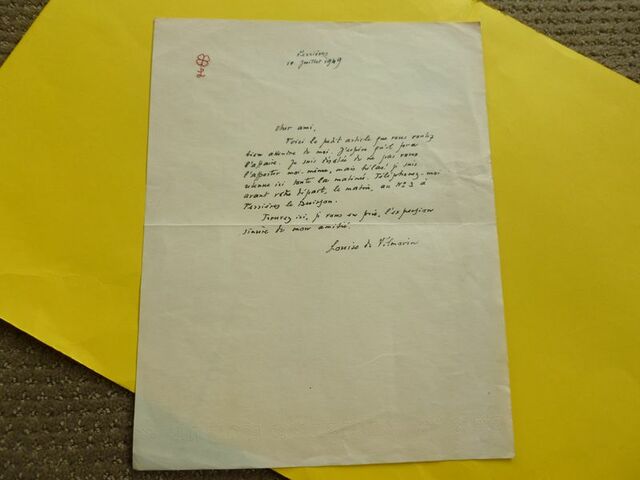 Verrières
10 Juillet 1949
Cher ami,
Voici le petit article que vous voulez
bien attendre de moi. J'espère qu'il fera
l'affaire. Je suis désolée de ne pas vous
l'apporter moi-même, mais hélas! je suis
retenue ici toute la matinée. Téléphonez-moi
avant votre départ, le matin, au N° 3 à
Verrières le Buisson.
Trouvez ici, je vous en prie, l'expression
sincère de mon amitié.
Louise de Vilmorin